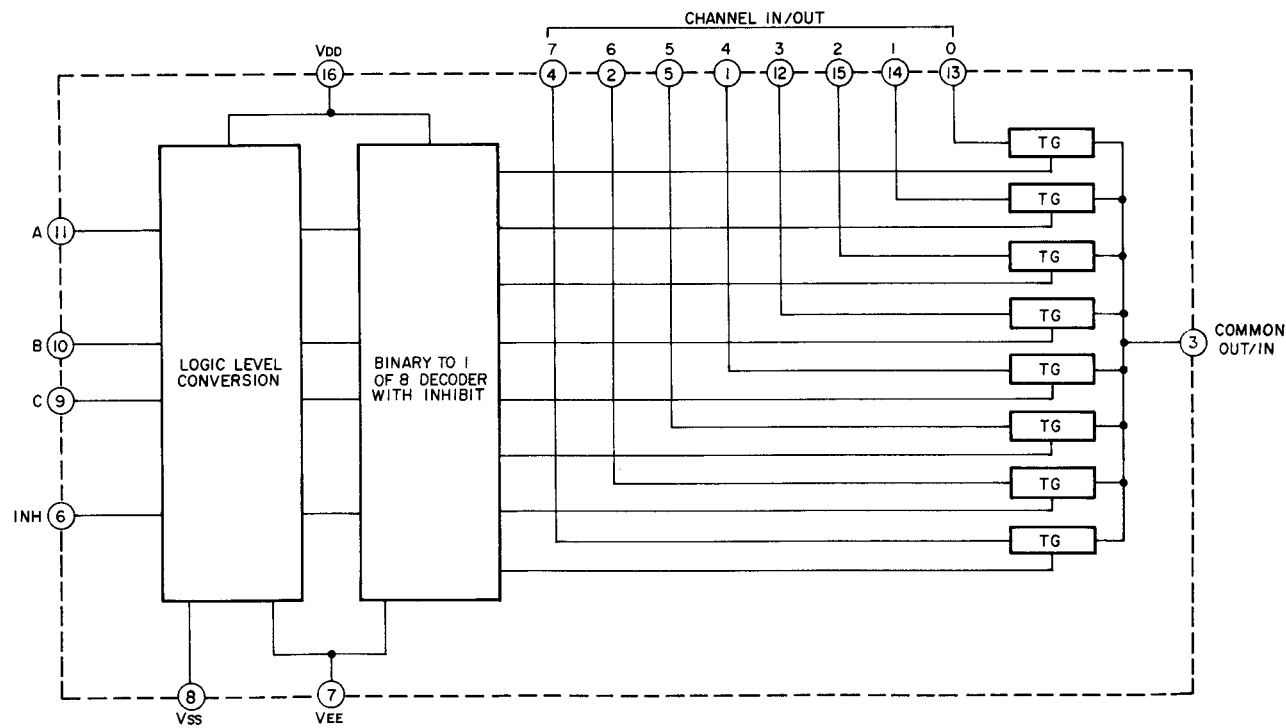 CHANNEL IN/OUT
7 6 5 4 3 2 1 0
VDD
16 4 2 5 1 12 15 14 13
TG
TG
A 11
TG
TG
B 10
LOGIC LEVEL
CONVERSION
BINARY TO 1
OF 8 DECODER
WITH INHIBIT
3 COMMON
OUT/IN
TG
C 9
TG
TG
INH 6
TG
8 7
VSS VEE